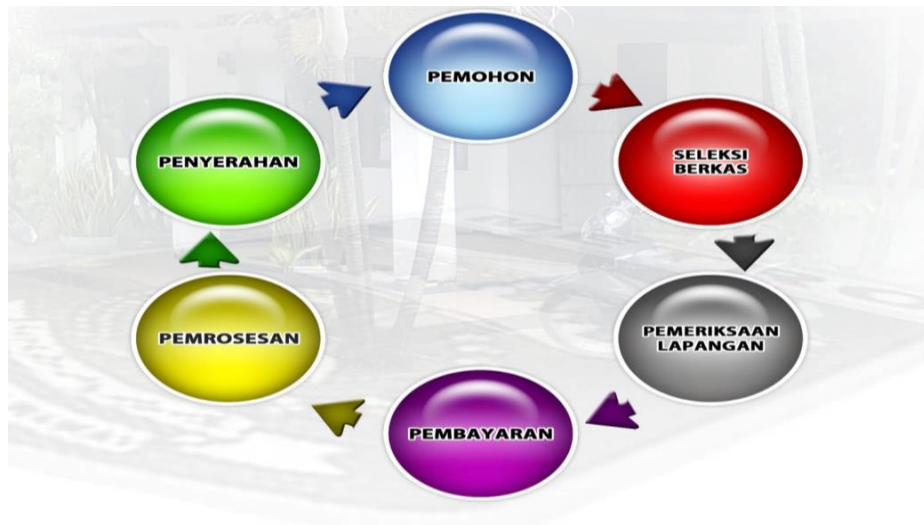 PEMOHON
SELEKSI
BERKAS
PEMERIKSAAN
LAPANGAN
PEMBAYARAN
PEMROSESAN
PENYERAHAN